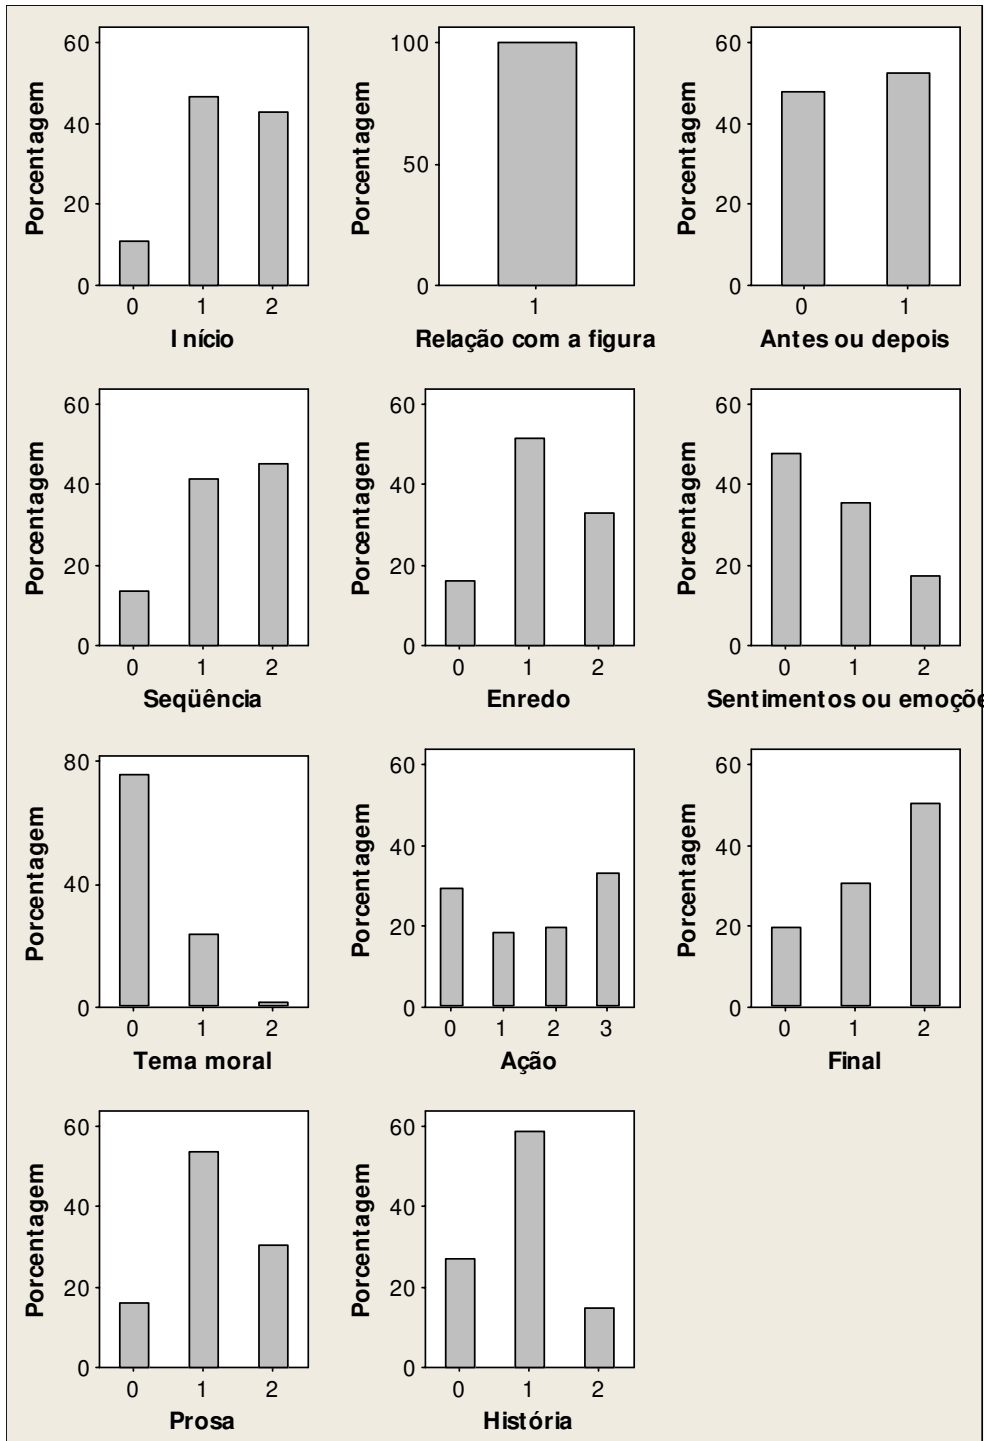 60
40
20
0
Porcentagem
0 1 2
Início
100
50
0
Porcentagem
1
Relação com a figura
60
40
20
0
Porcentagem
0 1
Antes ou depois
60
40
20
0
Porcentagem
0 1 2
Seqüência
60
40
20
0
Porcentagem
0 1 2
Enredo
60
40
20
0
Porcentagem
0 1 2
Sentimentos ou emoçõe
80
40
0
Porcentagem
0 1 2
Tema moral
60
40
20
0
Porcentagem
0 1 2 3
Ação
60
40
20
0
Porcentagem
0 1 2
Final
60
40
20
0
Porcentagem
0 1 2
Prosa
60
40
20
0
Porcentagem
0 1 2
História